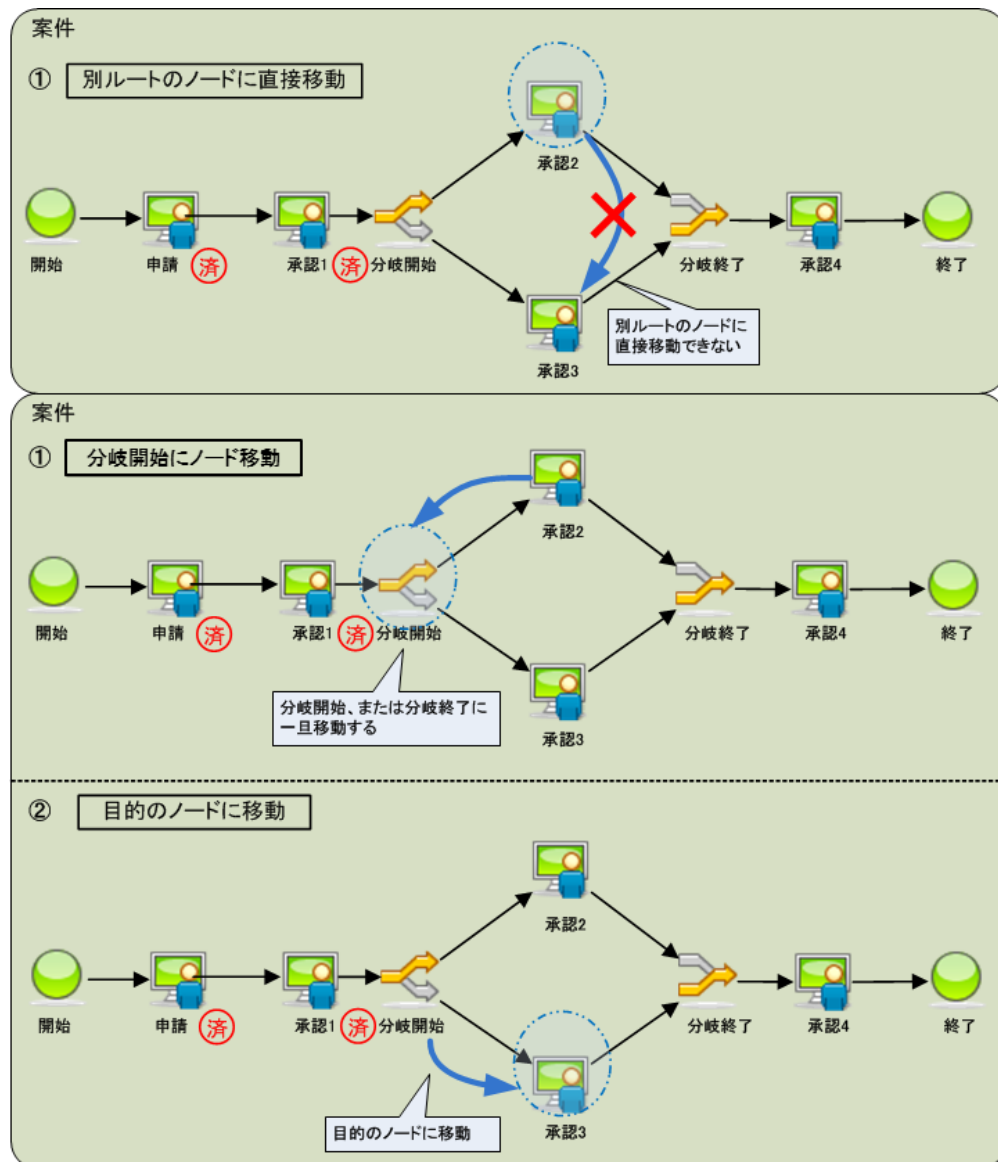 案件
① 別ルートのノードに直接移動
承認2
開始
申請
済
承認1
済
分岐開始
分岐終了
承認4
終了
別ルートのノードに
直接移動できない
承認3
案件
① 分岐開始にノード移動
承認2
開始
申請
済
承認1
済
分岐開始
分岐終了
承認4
終了
分岐開始、または分岐終了に
一旦移動する
承認3
② 目的のノードに移動
承認2
開始
申請
済
承認1
済
分岐開始
分岐終了
承認4
終了
目的のノードに移動
承認3